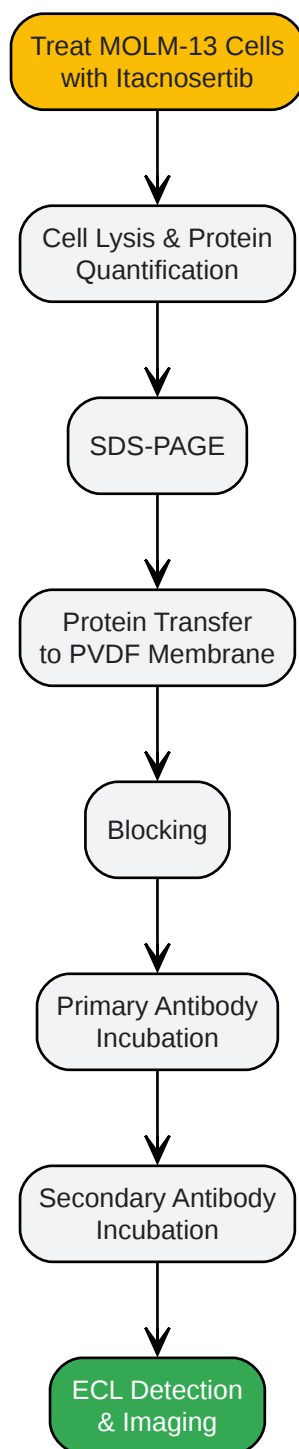 Treat MOLM-13 Cells
with Itacnosertib
Cell Lysis & Protein
Quantification
SDS-PAGE
Protein Transfer
to PVDF Membrane
Blocking
Primary Antibody
Incubation
Secondary Antibody
Incubation
ECL Detection
& Imaging